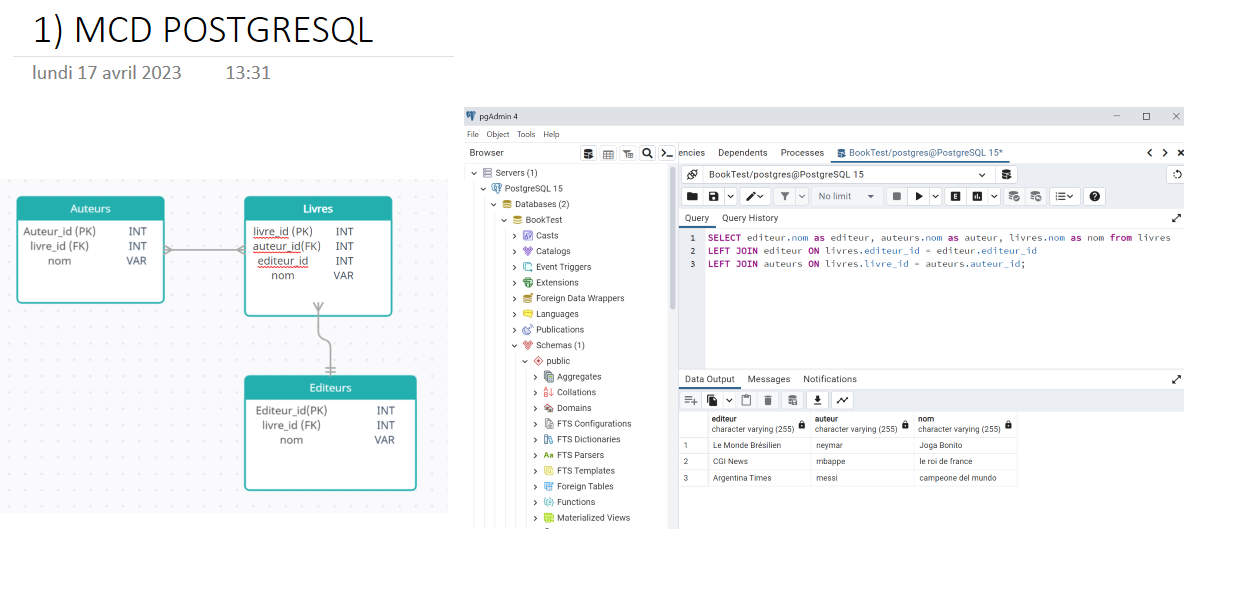 1) MCD POSTGRESQL
lundi 17 avril 2023 13:31
Auteurs
Auteur_id (PK) INT
livre_id (FK) INT
nom VAR
Livres
livre_id (PK) INT
auteur_id(FK) INT
editeur_id INT
nom VAR
Editeurs
Editeur_id(PK) INT
livre_id (FK) INT
nom VAR
pgAdmin 4
File Object Tools Help
Browser
Servers (1)
PostgreSQL 15
Databases (2)
BookTest
Casts
Catalogs
Event Triggers
Extensions
Foreign Data Wrappers
Languages
Publications
Schemas (1)
public
Aggregates
Collations
Domains
FTS Configurations
FTS Dictionaries
Aa FTS Parsers
FTS Templates
Foreign Tables
Functions
Materialized Views
encies Dependents Processes BookTest/postgres@PostgreSQL 15*
BookTest/postgres@PostgreSQL 15
No limit
E
Query Query History
1 SELECT editeur.nom as editeur, auteurs.nom as auteur, livres.nom as nom from livres
2 LEFT JOIN editeur ON livres.editeur_id = editeur.editeur_id
3 LEFT JOIN auteurs ON livres.livre_id = auteurs.auteur_id;
Data Output Messages Notifications
editeur auteur nom
character varying (255) character varying (255) character varying (255)
1 Le Monde Brésilien neymar Joga Bonito
2 CGI News mbappe le roi de france
3 Argentina Times messi campeone del mundo